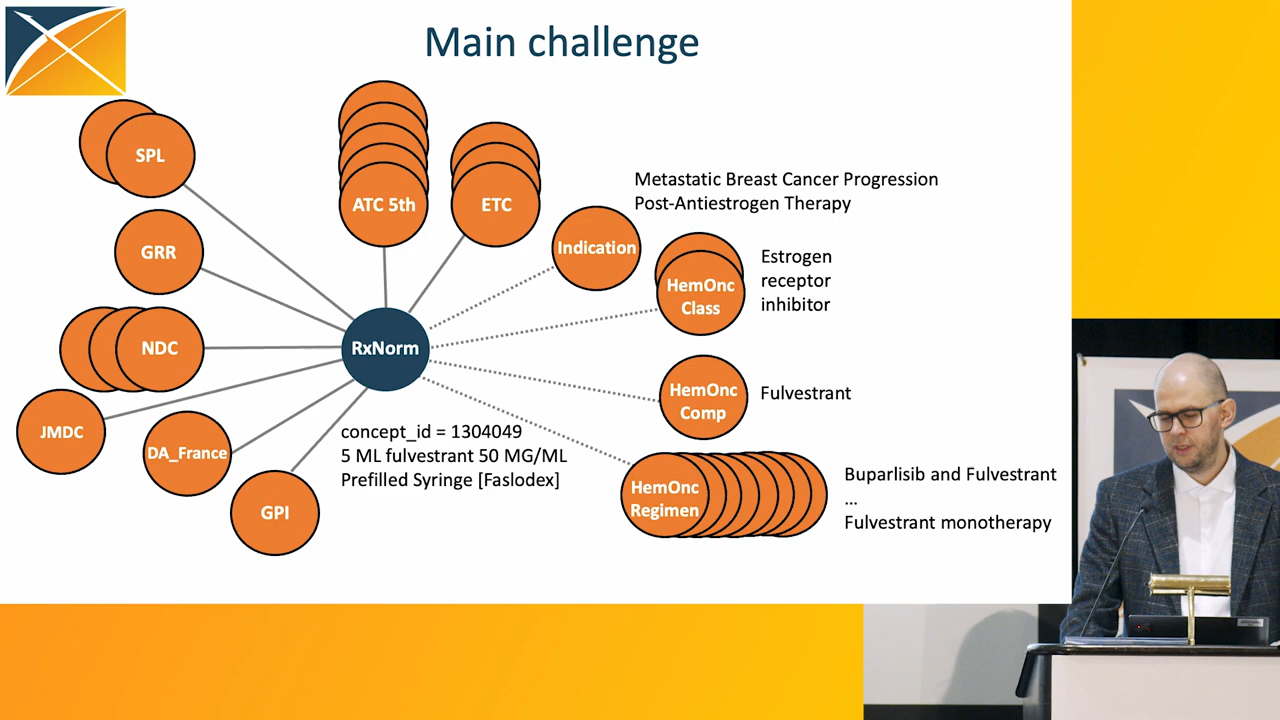 Main challenge
SPL
ATC 5th
ETC
Metastatic Breast Cancer Progression
Post-Antiestrogen Therapy
GRR
Indication
HemOnc
Class
Estrogen
receptor
inhibitor
NDC
RxNorm
HemOnc
Comp
Fulvestrant
JMDC
DA_France
concept_id = 1304049
5 ML fulvestrant 50 MG/ML
Prefilled Syringe [Faslodex]
GPI
HemOnc
Regimen
Buparlisib and Fulvestrant
...
Fulvestrant monotherapy